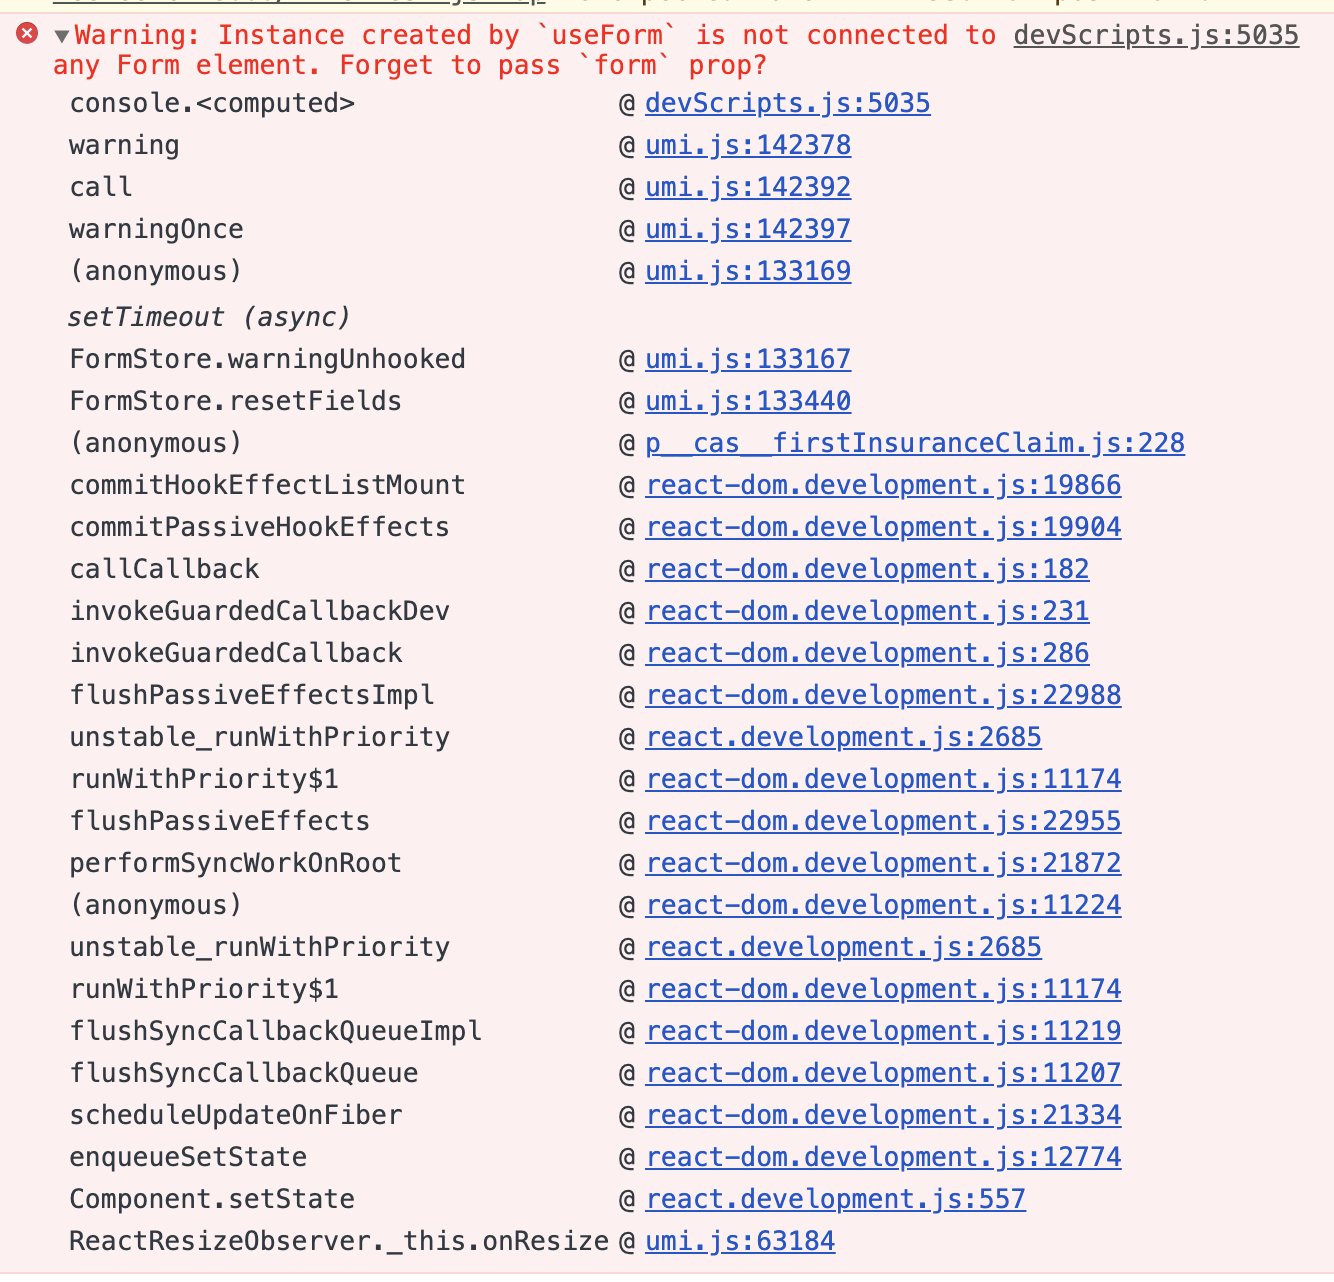 Warning: Instance created by `useForm` is not connected to devScripts.js:5035
any Form element. Forget to pass `form` prop?
console.<computed> @ devScripts.js:5035
warning @ umi.js:142378
call @ umi.js:142392
warningOnce @ umi.js:142397
(anonymous) @ umi.js:133169
setTimeout (async)
FormStore.warningUnhooked @ umi.js:133167
FormStore.resetFields @ umi.js:133440
(anonymous) @ p__cas__firstInsuranceClaim.js:228
commitHookEffectListMount @ react-dom.development.js:19866
commitPassiveHookEffects @ react-dom.development.js:19904
callCallback @ react-dom.development.js:182
invokeGuardedCallbackDev @ react-dom.development.js:231
invokeGuardedCallback @ react-dom.development.js:286
flushPassiveEffectsImpl @ react-dom.development.js:22988
unstable_runWithPriority @ react.development.js:2685
runWithPriority$1 @ react-dom.development.js:11174
flushPassiveEffects @ react-dom.development.js:22955
performSyncWorkOnRoot @ react-dom.development.js:21872
(anonymous) @ react-dom.development.js:11224
unstable_runWithPriority @ react.development.js:2685
runWithPriority$1 @ react-dom.development.js:11174
flushSyncCallbackQueueImpl @ react-dom.development.js:11219
flushSyncCallbackQueue @ react-dom.development.js:11207
scheduleUpdateOnFiber @ react-dom.development.js:21334
enqueueSetState @ react-dom.development.js:12774
Component.setState @ react.development.js:557
ReactResizeObserver._this.onResize @ umi.js:63184